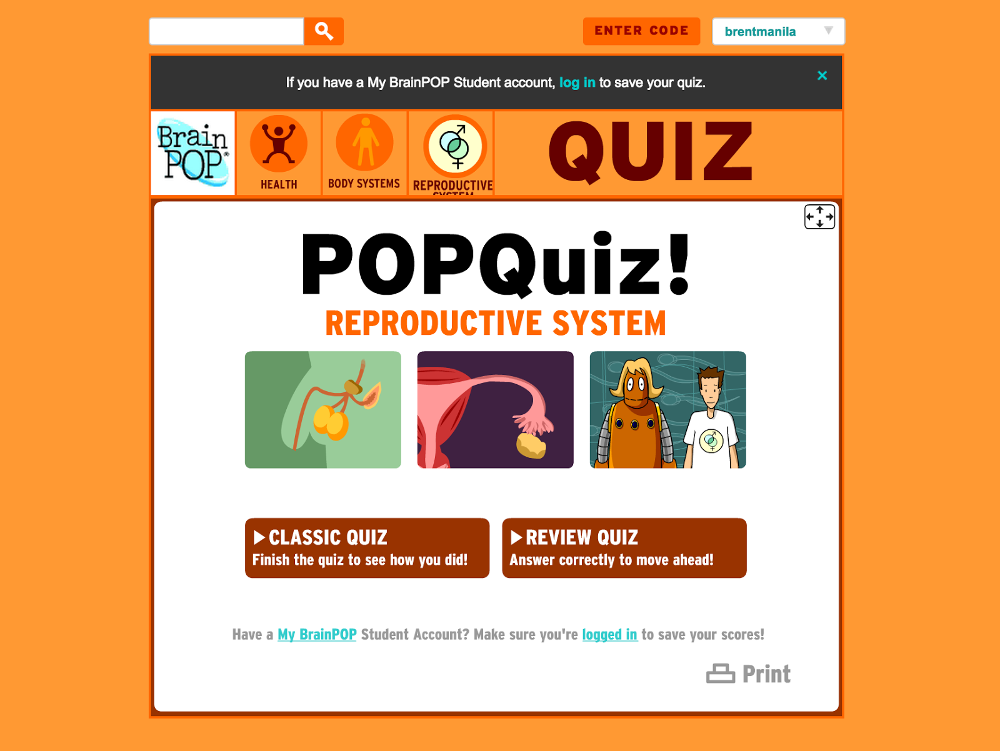 ENTER CODE
brentmanila
If you have a My BrainPOP Student account, log in to save your quiz.
×
Brain
POP®
HEALTH
BODY SYSTEMS
REPRODUCTIVE
SYSTEM
QUIZ
POPQuiz!
REPRODUCTIVE SYSTEM
CLASSIC QUIZ
Finish the quiz to see how you did!
REVIEW QUIZ
Answer correctly to move ahead!
Have a My BrainPOP Student Account? Make sure you're logged in to save your scores!
Print